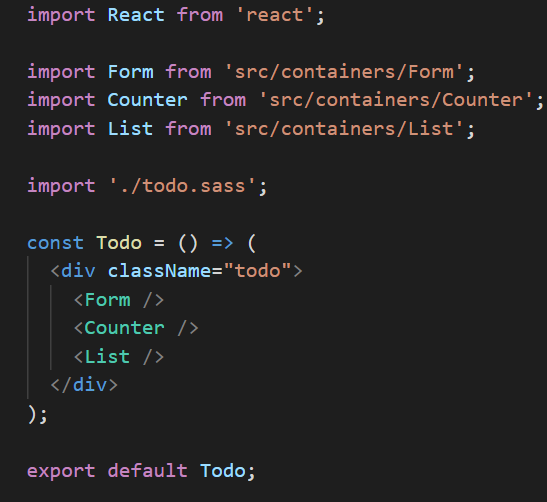 import React from 'react';
import Form from 'src/containers/Form';
import Counter from 'src/containers/Counter';
import List from 'src/containers/List';
import './todo.sass';
const Todo = () => (
<div className="todo">
<Form />
<Counter />
<List />
</div>
);
export default Todo;